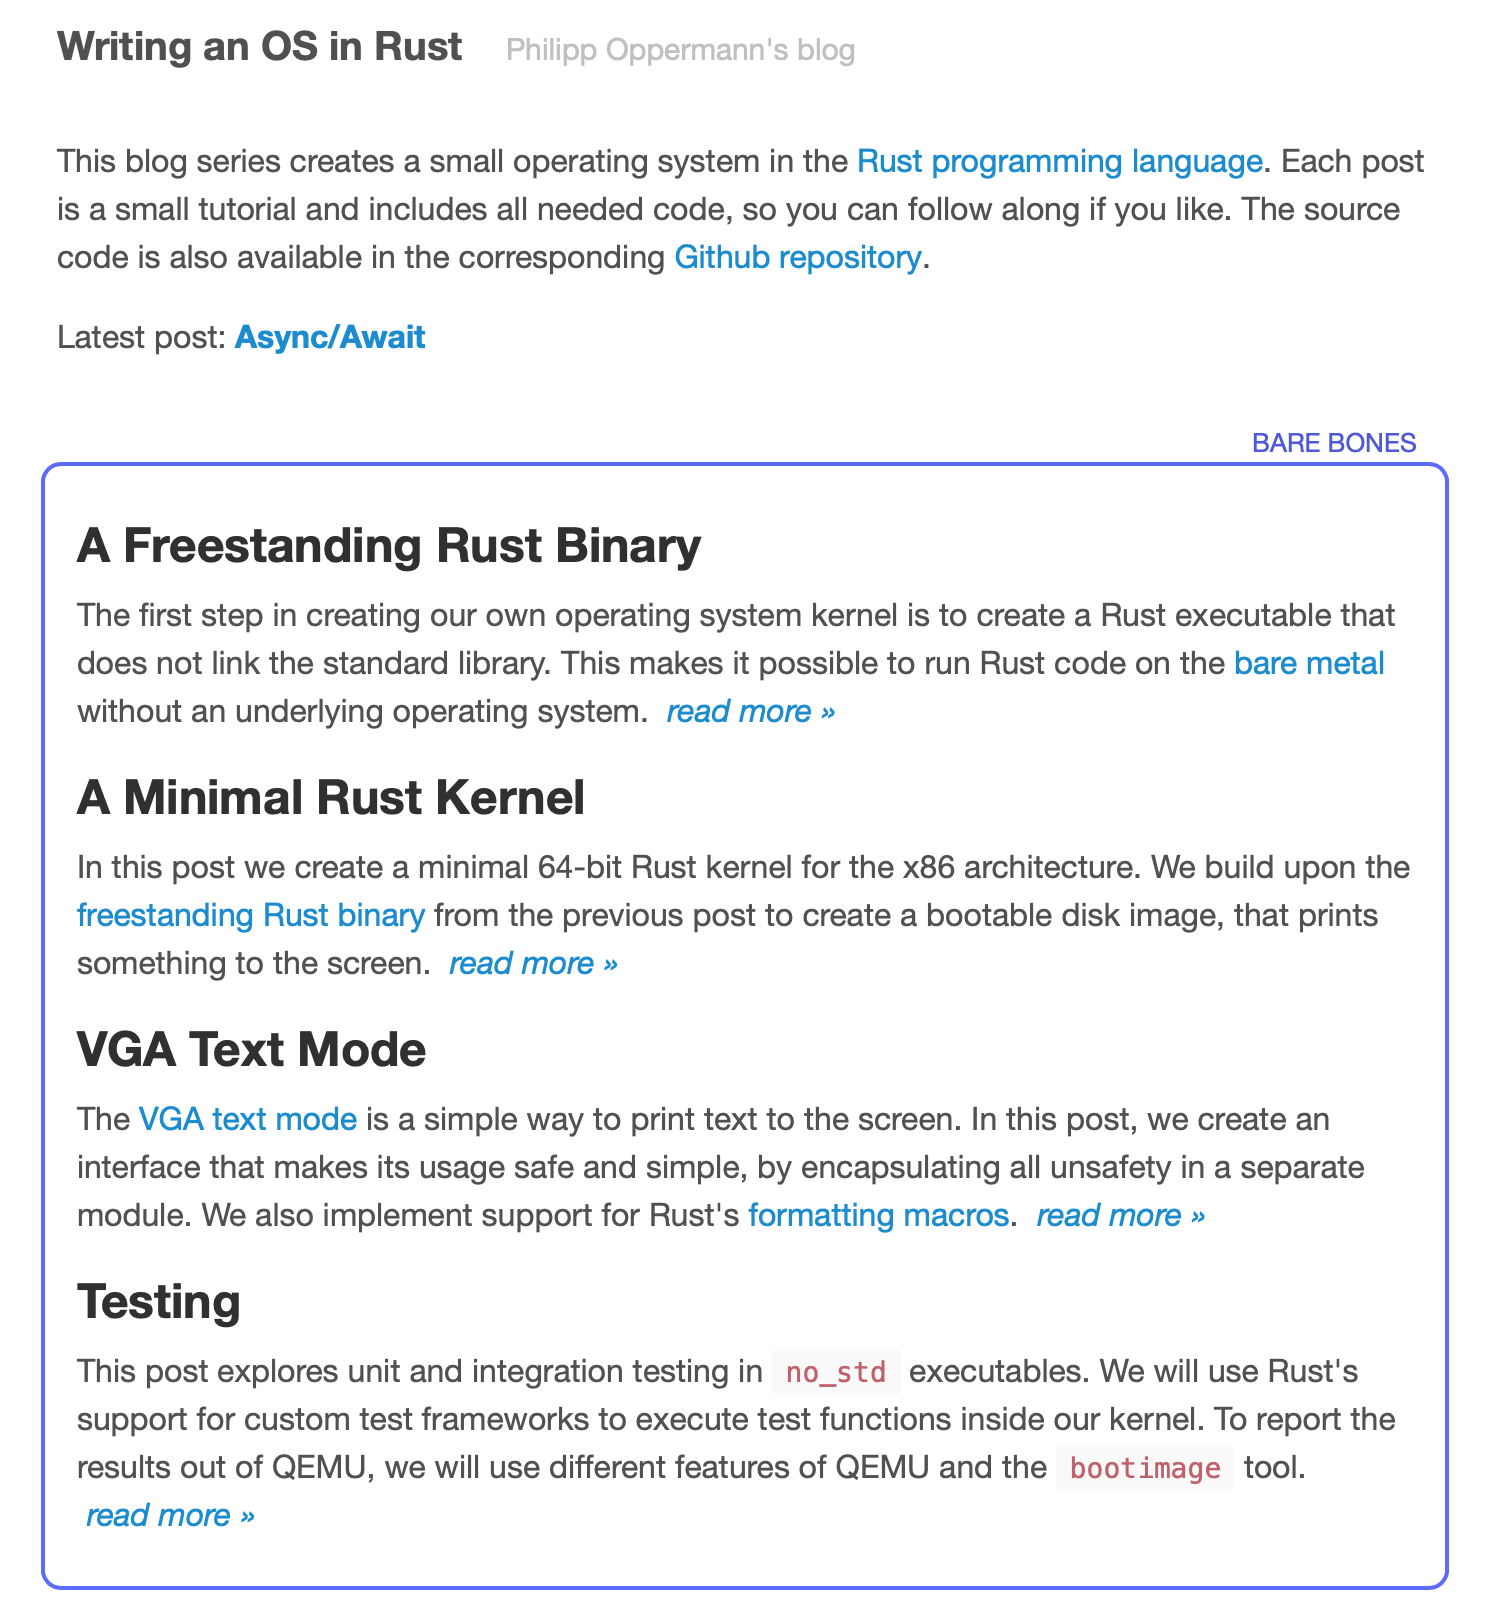 Writing an OS in Rust Philipp Oppermann's blog
This blog series creates a small operating system in the Rust programming language. Each post
is a small tutorial and includes all needed code, so you can follow along if you like. The source
code is also available in the corresponding Github repository.
Latest post: Async/Await
BARE BONES
A Freestanding Rust Binary
The first step in creating our own operating system kernel is to create a Rust executable that
does not link the standard library. This makes it possible to run Rust code on the bare metal
without an underlying operating system. read more »
A Minimal Rust Kernel
In this post we create a minimal 64-bit Rust kernel for the x86 architecture. We build upon the
freestanding Rust binary from the previous post to create a bootable disk image, that prints
something to the screen. read more »
VGA Text Mode
The VGA text mode is a simple way to print text to the screen. In this post, we create an
interface that makes its usage safe and simple, by encapsulating all unsafety in a separate
module. We also implement support for Rust's formatting macros. read more »
Testing
This post explores unit and integration testing in no_std executables. We will use Rust's
support for custom test frameworks to execute test functions inside our kernel. To report the
results out of QEMU, we will use different features of QEMU and the bootimage tool.
read more »